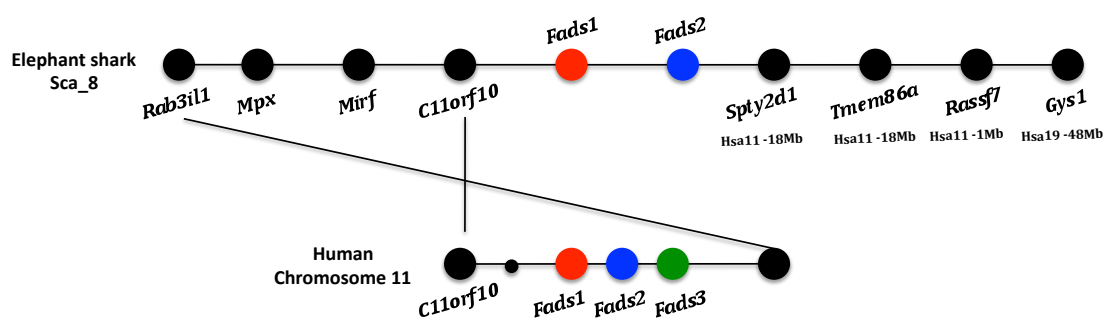 Fads1 Fads2
Elephant shark
Sca_8
Rab3il1 Mpx Mirf C11orf10 Spty2d1 Tmem86a Rassf7 Gys1
Hsa11 -18Mb Hsa11 -18Mb Hsa11 -1Mb Hsa19 -48Mb
Human
Chromosome 11
C11orf10 Fads1 Fads2 Fads3